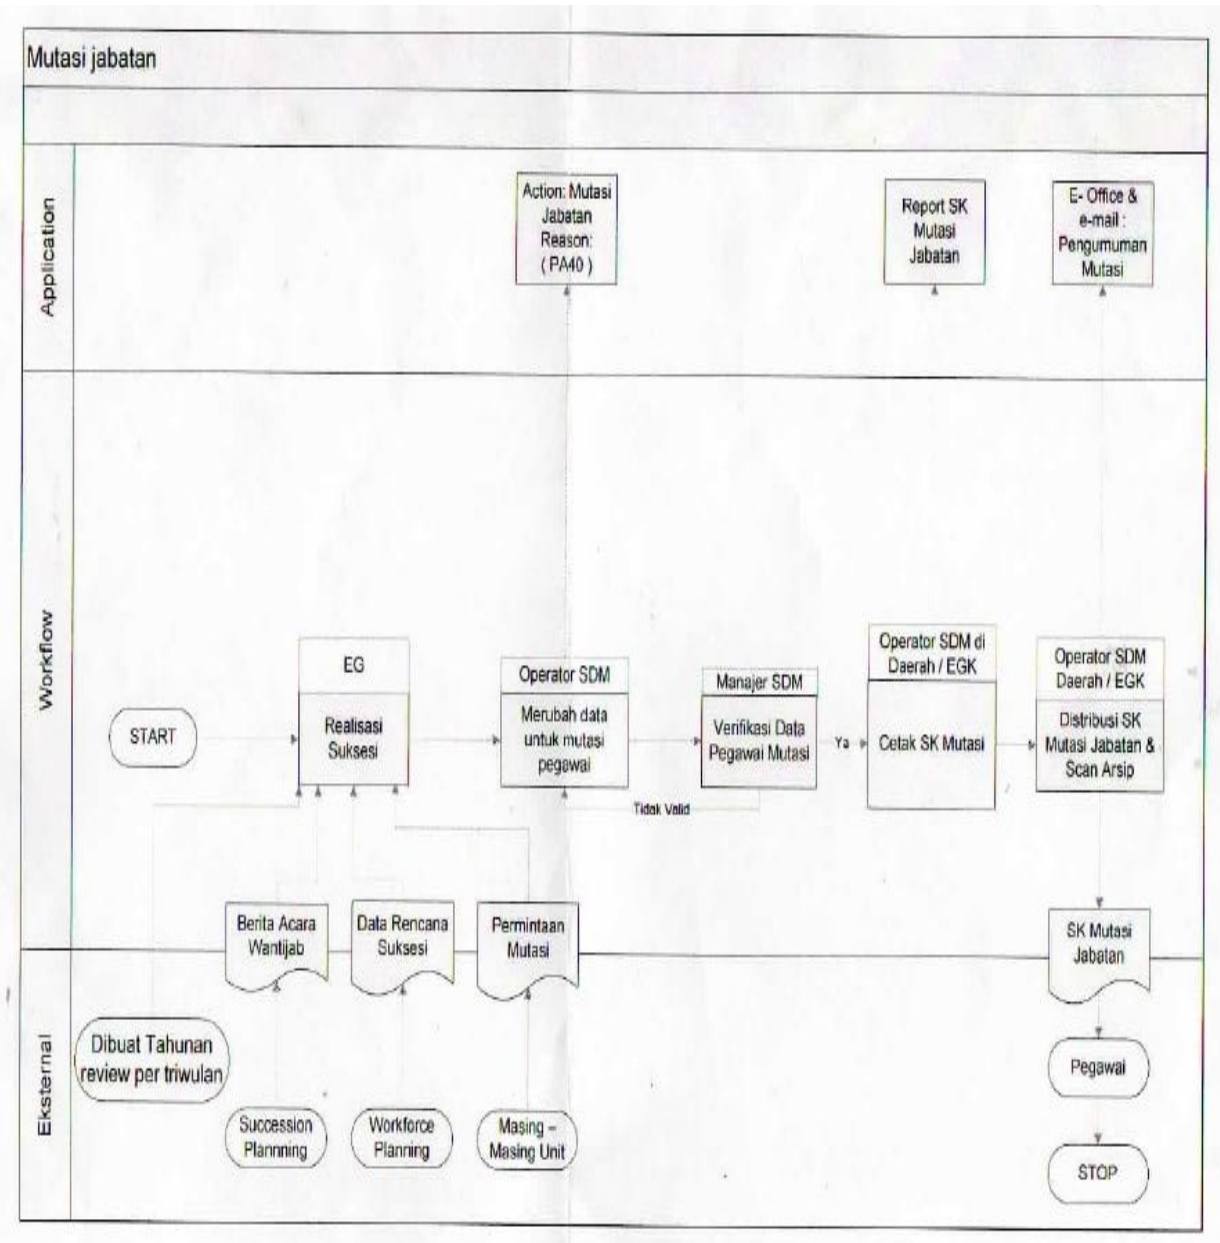 Mutasi jabatan
Application
Action: Mutasi
Jabatan
Reason:
( PA40 )
Report SK
Mutasi
Jabatan
E- Office &
e-mail :
Pengumuman
Mutasi
Workflow
START
EG
Realisasi
Suksesi
Operator SDM
Merubah data
untuk mutasi
pegawai
Manajer SDM
Verifikasi Data
Pegawai Mutasi
Tidak Valid
Ya
Operator SDM di
Daerah / EGK
Cetak SK Mutasi
Operator SDM
Daerah / EGK
Distribusi SK
Mutasi Jabatan &
Scan Arsip
Berita Acara
Wantijab
Data Rencana
Suksesi
Permintaan
Mutasi
SK Mutasi
Jabatan
Eksternal
Dibuat Tahunan
review per triwulan
Succession
Plannning
Workforce
Planning
Masing –
Masing Unit
Pegawai
STOP